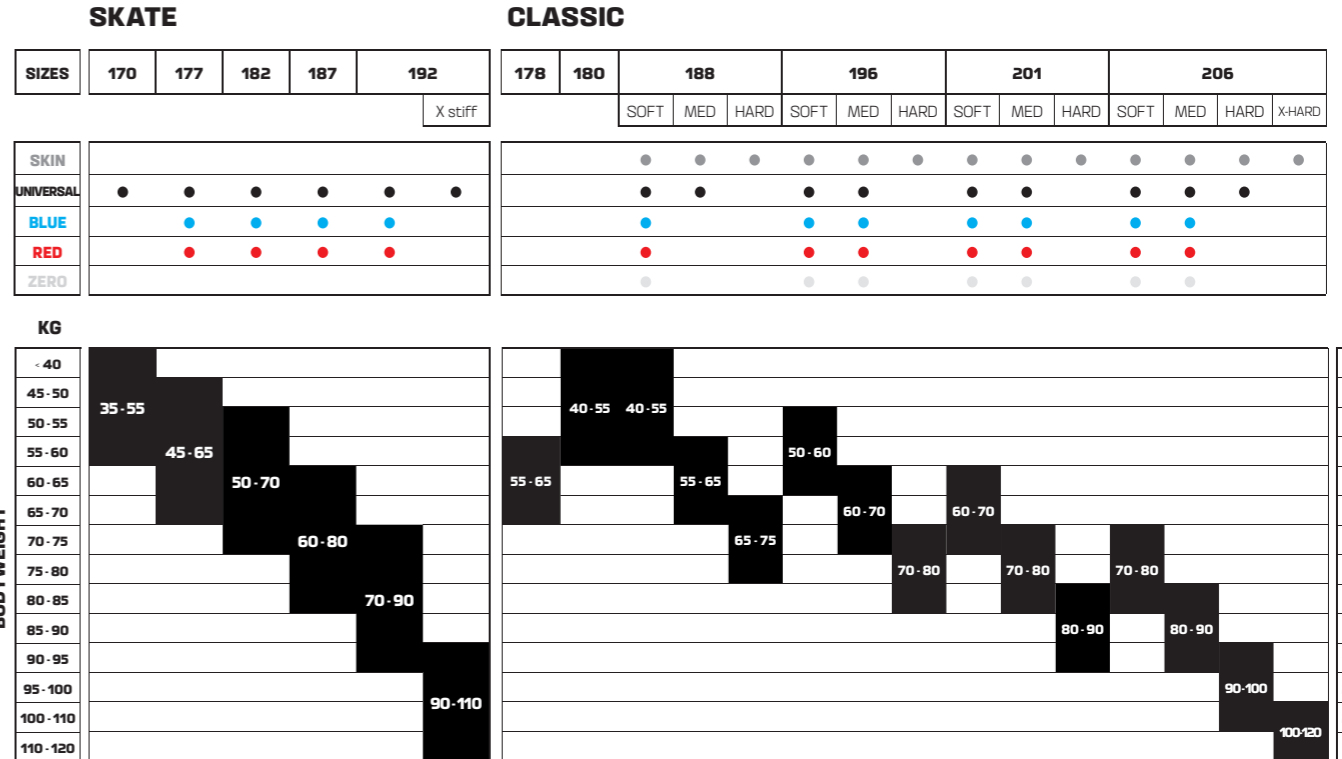 SKATE CLASSIC
SIZES 170 177 182 187 192 178 180 188 196 201 206
X stiff SOFT MED HARD SOFT MED HARD SOFT MED HARD SOFT MED HARD X-HARD
SKIN
UNIVERSAL
BLUE
RED
ZERO
KG
< 40
45-50
35-55 40-55 40-55
50-55
55-60 45-65 50-60
60-65 50-70 55-65 55-65
65-70 60-70 60-70
70-75 60-80 65-75
75-80 70-80 70-80 70-80
80-85 70-90
85-90 80-90 80-90
90-95
95-100 90-100
90-110
100-110
100-120
110-120
BODYWEIGHT